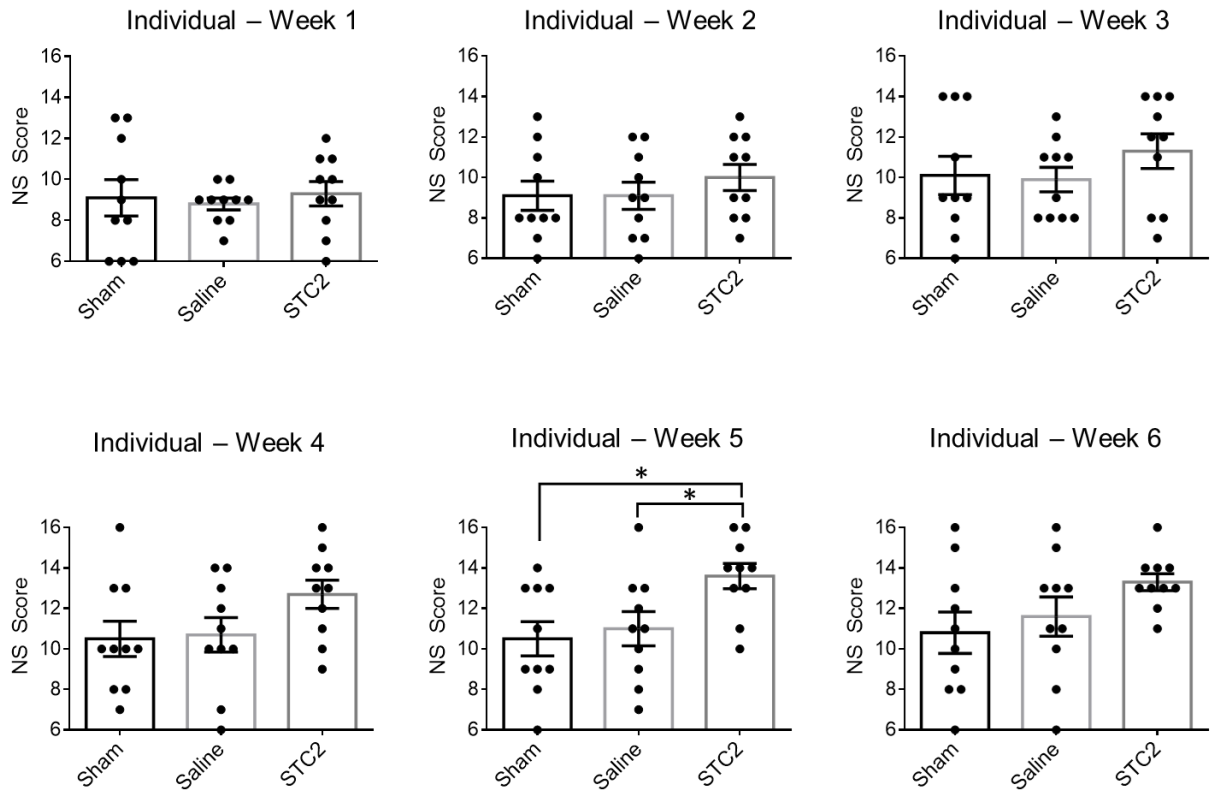 Individual – Week 1
Individual – Week 2
Individual – Week 3
NS Score
16
14
12
10
8
6
Sham
Saline
STC2
NS Score
16
14
12
10
8
6
Sham
Saline
STC2
NS Score
16
14
12
10
8
6
Sham
Saline
STC2
Individual – Week 4
Individual – Week 5
Individual – Week 6
NS Score
16
14
12
10
8
6
Sham
Saline
STC2
*
*
NS Score
16
14
12
10
8
6
Sham
Saline
STC2
NS Score
16
14
12
10
8
6
Sham
Saline
STC2